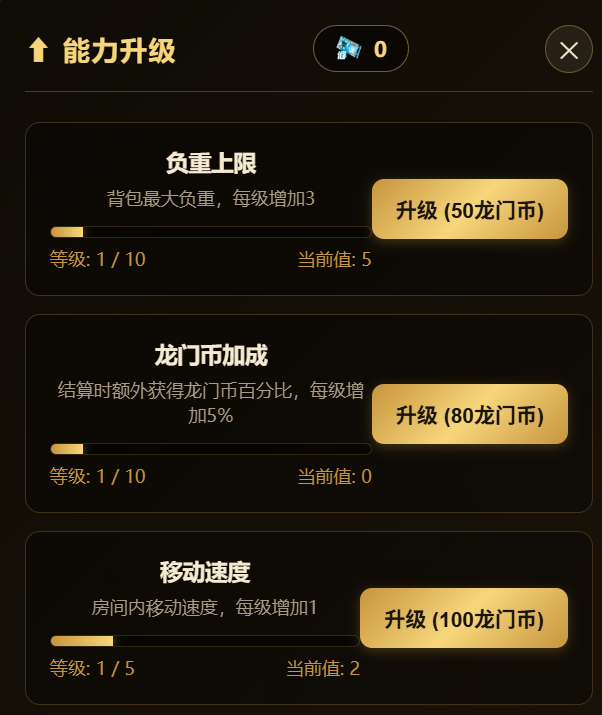 能力升级
0
负重上限
背包最大负重，每级增加3
升级 (50龙门币)
等级: 1 / 10
当前值: 5
龙门币加成
结算时额外获得龙门币百分比，每级增
加5%
升级 (80龙门币)
等级: 1 / 10
当前值: 0
移动速度
房间内移动速度，每级增加1
升级 (100龙门币)
等级: 1 / 5
当前值: 2